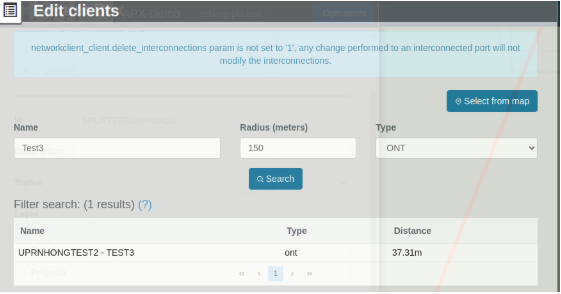 Edit clients
networkclient_client.delete_interconnections param is not set to '1', any change performed to an interconnected port will not
modify the interconnections.
Select from map
Name Radius (meters) Type
Test3 150 ONT
Search
Filter search: (1 results) (?)
Name Type Distance
UPRNHONGTEST2 - TEST3 ont 37.31m
« ‹ 1 › »